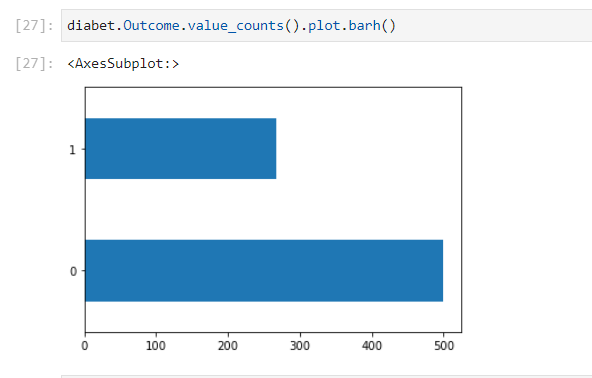 [27]: diabet.Outcome.value_counts().plot.barh()
[27]: <AxesSubplot:>
1
0
0 100 200 300 400 500